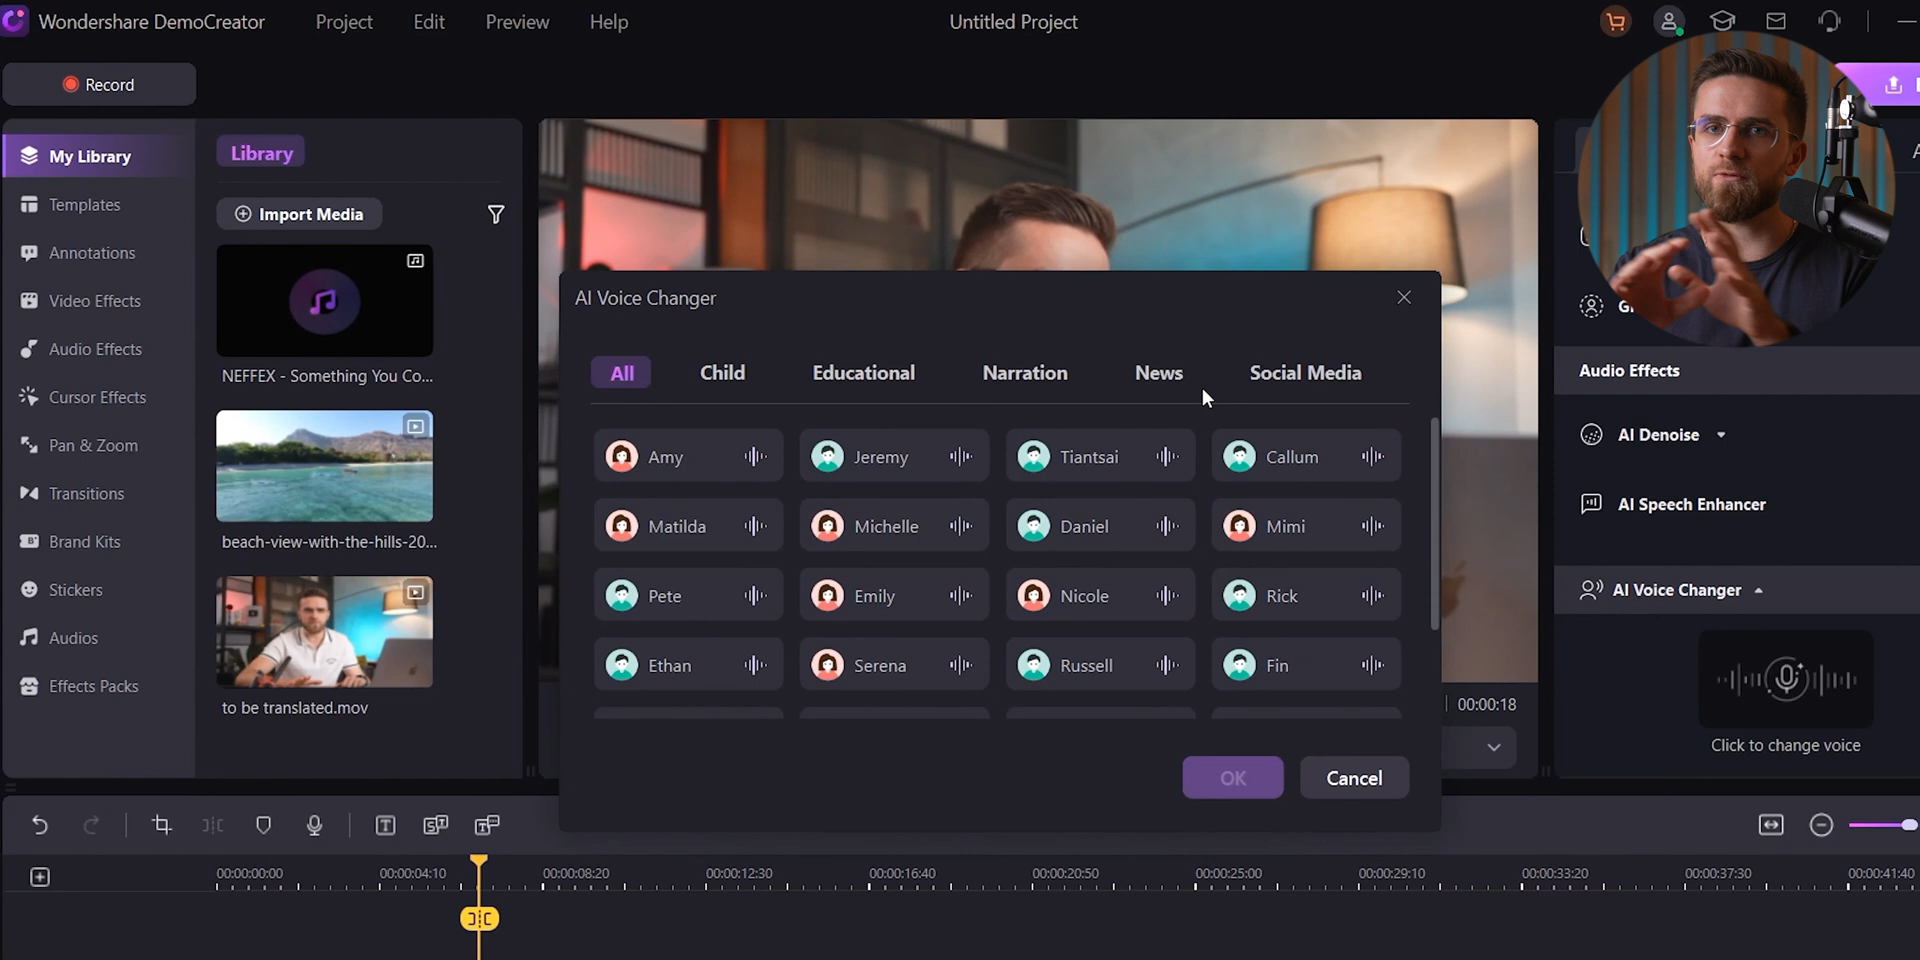 Wondershare DemoCreator
Project
Edit
Preview
Help
Untitled Project
Record
My Library
Templates
Annotations
Video Effects
Audio Effects
Cursor Effects
Pan & Zoom
Transitions
Brand Kits
Stickers
Audios
Effects Packs
Library
Import Media
NEFFEX - Something You Co...
beach-view-with-the-hills-20...
to be translated.mov
AI Voice Changer
All
Child
Educational
Narration
News
Social Media
Amy
Jeremy
Tiantsai
Callum
Matilda
Michelle
Daniel
Mimi
Pete
Emily
Nicole
Rick
Ethan
Serena
Russell
Fin
OK
Cancel
00:00:18
Audio Effects
AI Denoise
AI Speech Enhancer
AI Voice Changer
Click to change voice
00:00:00:00
00:00:04:10
00:00:08:20
00:00:12:30
00:00:16:40
00:00:20:50
00:00:25:00
00:00:29:10
00:00:33:20
00:00:37:30
00:00:41:40